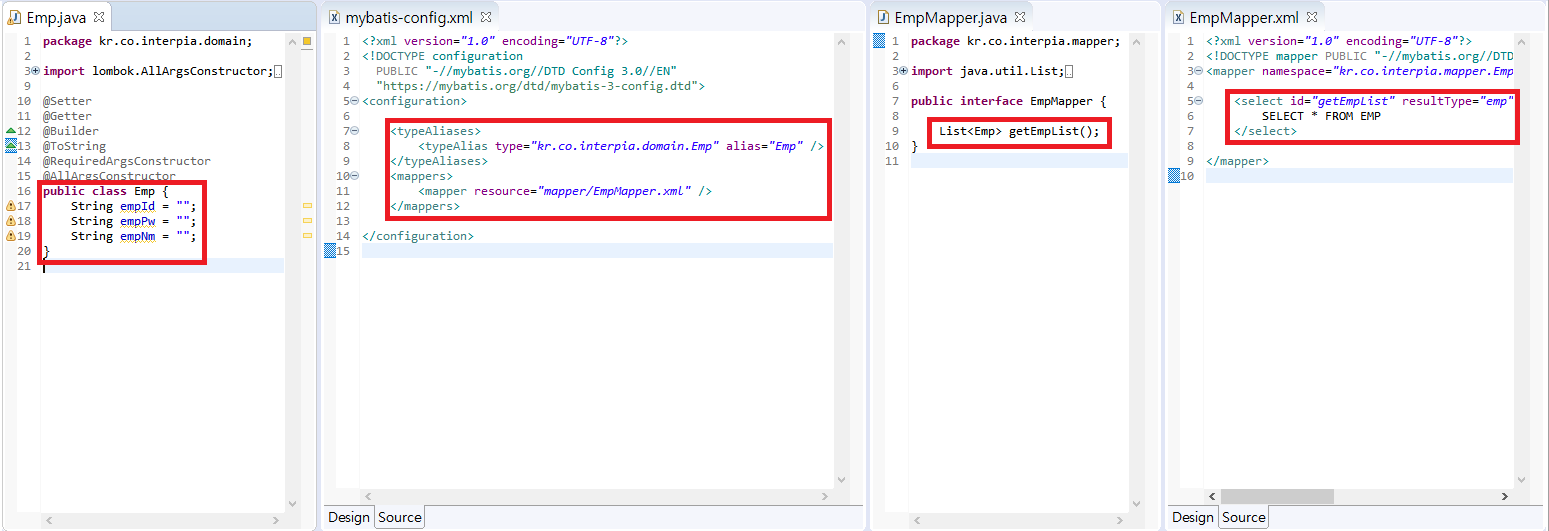 Emp.java
1 package kr.co.interpia.domain;
2
3 import lombok.AllArgsConstructor;
9
10 @Setter
11 @Getter
12 @Builder
13 @ToString
14 @RequiredArgsConstructor
15 @AllArgsConstructor
16 public class Emp {
17 String empId = "";
18 String empPw = "";
19 String empNm = "";
20 }
21
mybatis-config.xml
1 <?xml version="1.0" encoding="UTF-8"?>
2 <!DOCTYPE configuration
3 PUBLIC "-//mybatis.org//DTD Config 3.0//EN"
4 "https://mybatis.org/dtd/mybatis-3-config.dtd">
5 <configuration>
6
7 <typeAliases>
8 <typeAlias type="kr.co.interpia.domain.Emp" alias="Emp" />
9 </typeAliases>
10 <mappers>
11 <mapper resource="mapper/EmpMapper.xml" />
12 </mappers>
13
14 </configuration>
15
Design Source
EmpMapper.java
1 package kr.co.interpia.mapper;
2
3 import java.util.List;
6
7 public interface EmpMapper {
8
9 List<Emp> getEmpList();
10 }
11
EmpMapper.xml
1 <?xml version="1.0" encoding="UTF-8"?>
2 <!DOCTYPE mapper PUBLIC "-//mybatis.org//DTD
3 <mapper namespace="kr.co.interpia.mapper.Emp
4
5 <select id="getEmpList" resultType="emp"
6 SELECT * FROM EMP
7 </select>
8
9 </mapper>
10
Design Source